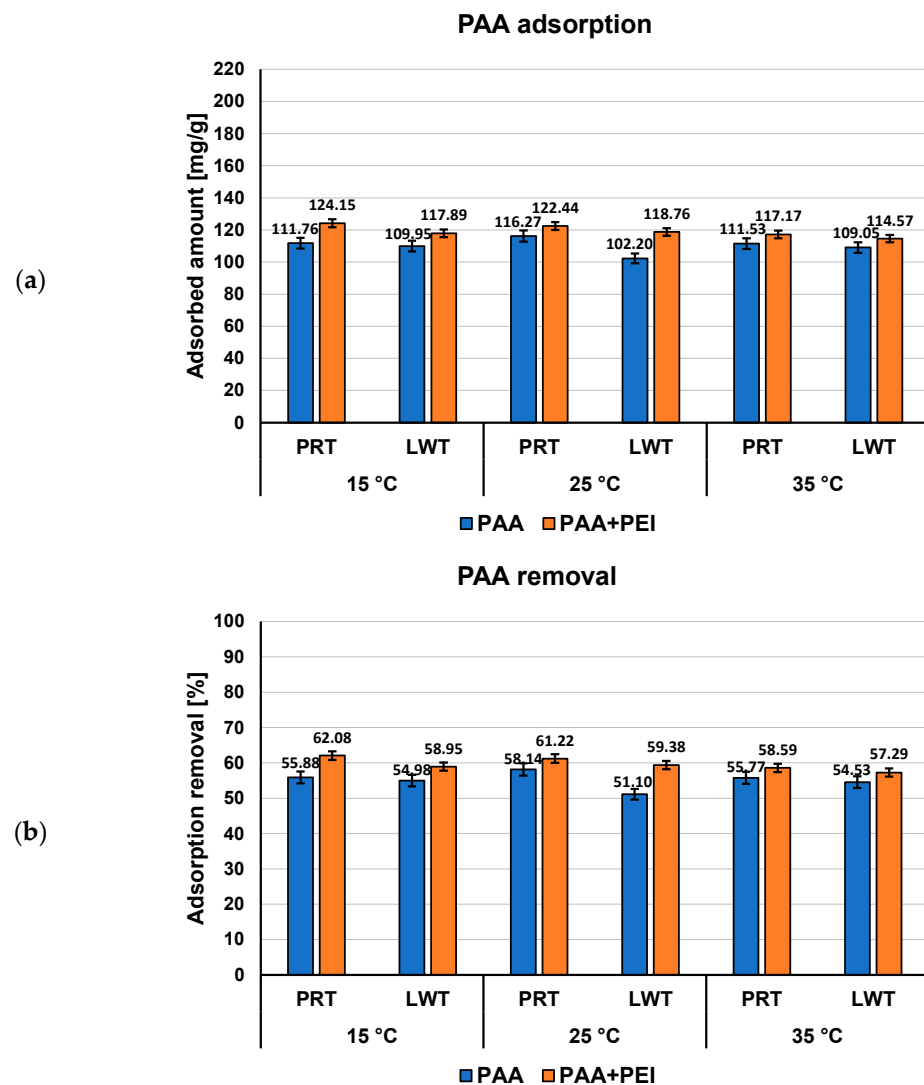 PAA adsorption
(a)
Adsorbed amount [mg/g]
220
200
180
160
140
120
100
80
60
40
20
0
111.76 124.15 109.95 117.89 116.27 122.44 102.20 118.76 111.53 117.17 109.05 114.57
PRT LWT PRT LWT PRT LWT
15 °C 25 °C 35 °C
PAA PAA+PEI
PAA removal
(b)
Adsorption removal [%]
100
90
80
70
60
50
40
30
20
10
0
55.88 62.08 54.98 58.95 58.14 61.22 51.10 59.38 55.77 58.59 54.53 57.29
PRT LWT PRT LWT PRT LWT
15 °C 25 °C 35 °C
PAA PAA+PEI